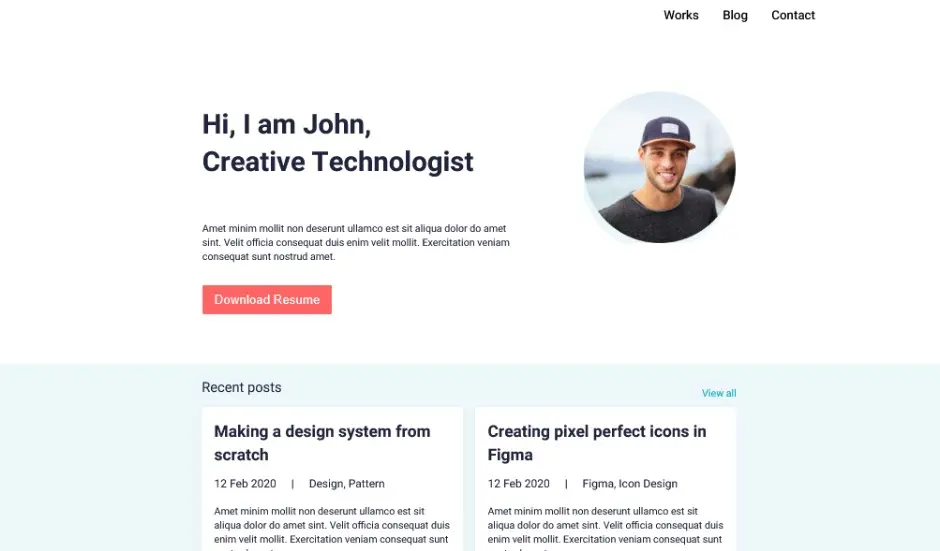 Works Blog Contact
Hi, I am John,
Creative Technologist
Amet minim mollit non deserunt ullamco est sit aliqua dolor do amet
sint. Velit officia consequat duis enim velit mollit. Exercitation veniam
consequat sunt nostrud amet.
Download Resume
Recent posts
View all
Making a design system from
scratch
12 Feb 2020 | Design, Pattern
Amet minim mollit non deserunt ullamco est sit
aliqua dolor do amet sint. Velit officia consequat duis
enim velit mollit. Exercitation veniam consequat sunt
Creating pixel perfect icons in
Figma
12 Feb 2020 | Figma, Icon Design
Amet minim mollit non deserunt ullamco est sit
aliqua dolor do amet sint. Velit officia consequat duis
enim velit mollit. Exercitation veniam consequat sunt